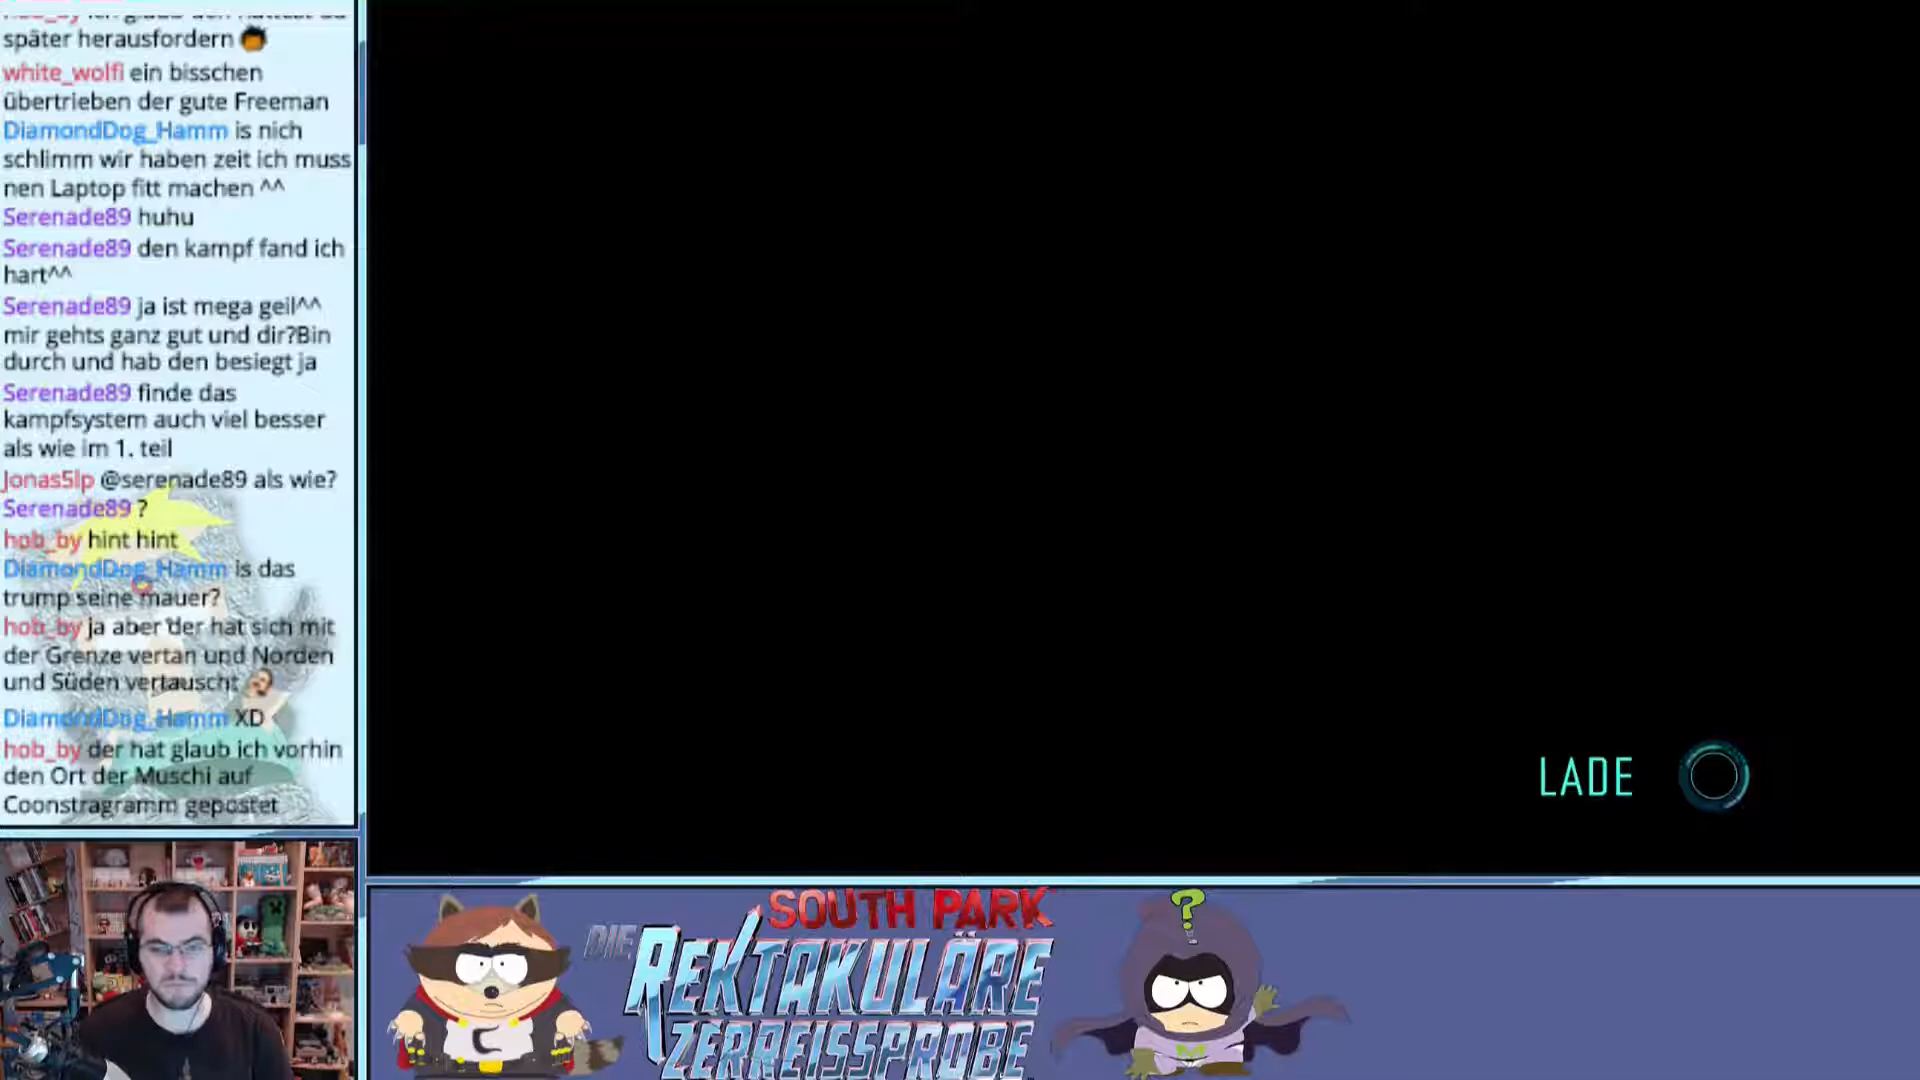 später herausfordern
white_wolfi ein bisschen
übertrieben der gute Freeman
DiamondDog_Hamm is nich
schlimm wir haben zeit ich muss
nen Laptop fitt machen ^^
Serenade89 huhu
Serenade89 den kampf fand ich
hart^^
Serenade89 ja ist mega geil^^
mir gehts ganz gut und dir?Bin
durch und hab den besiegt ja
Serenade89 finde das
kampfsystem auch viel besser
als wie im 1. teil
Jonas5lp @serenade89 als wie?
Serenade89 ?
hob_by hint hint
DiamondDog_Hamm is das
trump seine mauer?
hob_by ja aber der hat sich mit
der Grenze vertan und Norden
und Süden vertauscht
DiamondDog_Hamm XD
hob_by der hat glaub ich vorhin
den Ort der Muschi auf
Coonstragramm gepostet
LADE
SOUTH PARK
DIE
REKTAKULÄRE
ZERREISSPROBE